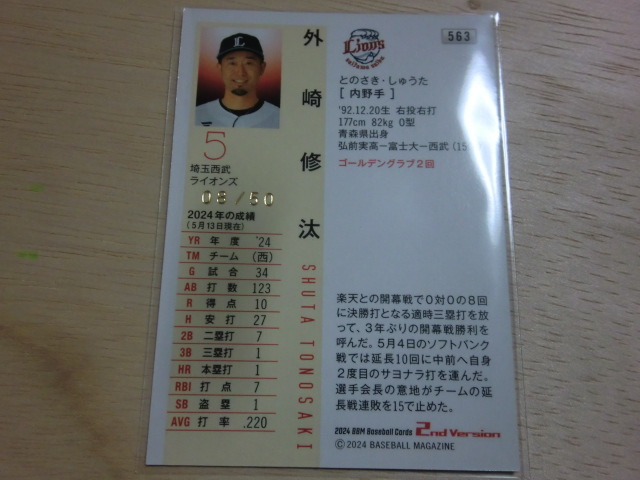 外崎修汰
SHUTA TONOSAKI
5
埼玉西武
ライオンズ
08/50
2024年の成績
(5月13日現在)
YR 年度 '24
TM チーム (西)
G 試合 34
AB 打数 123
R 得点 10
H 安打 27
2B 二塁打 7
3B 三塁打 1
HR 本塁打 1
RBI 打点 7
SB 盗塁 1
AVG 打率 .220
Lions
563
とのさき・しゅうた
[ 内野手 ]
'92.12.20生 右投右打
177cm 82kg O型
青森県出身
弘前実高ー富士大ー西武 (15
ゴールデングラブ2回
楽天との開幕戦で0対0の8回
に決勝打となる適時三塁打を放
って、3年ぶりの開幕戦勝利を
呼んだ。5月4日のソフトバンク
戦では延長10回に中前へ自身
2度目のサヨナラ打を運んだ。
選手会長の意地がチームの延
長戦連敗を15で止めた。
2024 BBM Baseball Cards 2nd Version
©2024 BASEBALL MAGAZINE